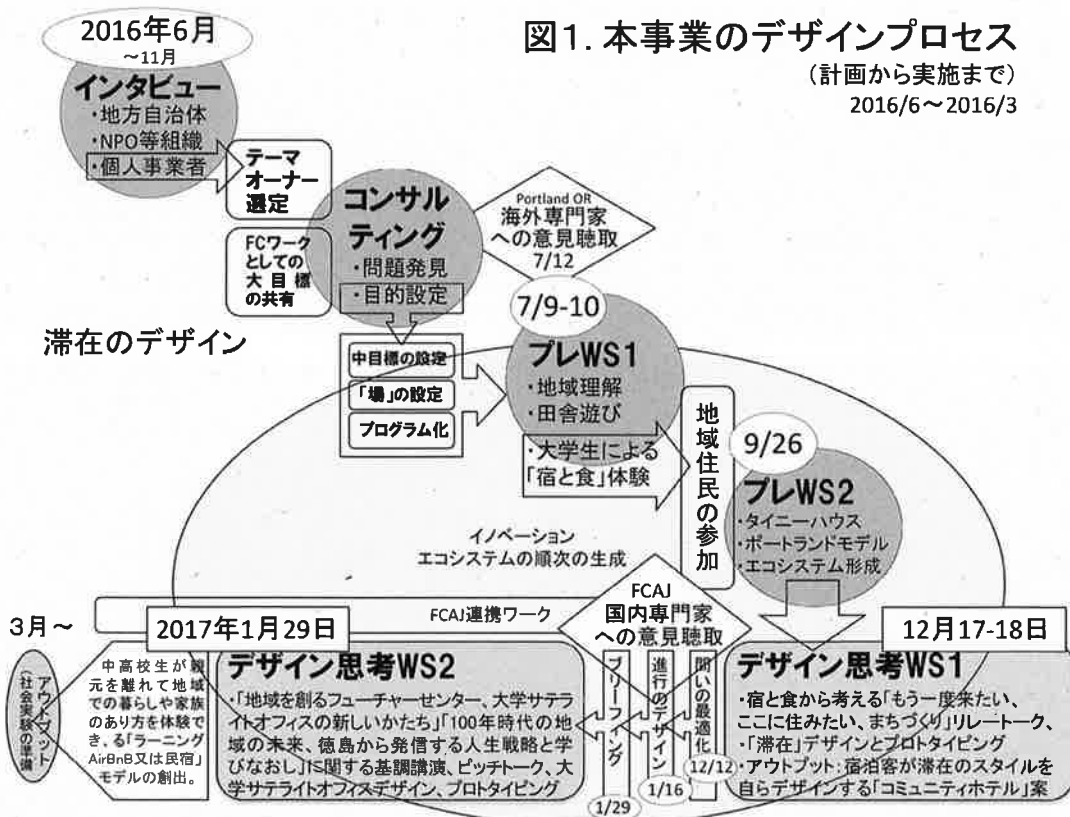 図1. 本事業のデザインプロセス
(計画から実施まで)
2016/6～2016/3
2016年6月
～11月
インタビュー
・地方自治体
・NPO等組織
・個人事業者
テーマ
オーナー
選定
FCワーク
としての
大目標
の共有
コンサル
ティング
・問題発見
・目的設定
Portland OR
海外専門家
への意見聴取
7/12
滞在のデザイン
中目標の設定
「場」の設定
プログラム化
7/9-10
プレWS1
・地域理解
・田舎遊び
・大学生による
「宿と食」体験
地域住民の参加
9/26
プレWS2
・タイニーハウス
・ポートランドモデル
・エコシステム形成
イノベーション
エコシステムの順次の生成
FCAJ連携ワーク
FCAJ
国内専門家
への意見聴取
12月17-18日
デザイン思考WS1
・宿と食から考える「もう一度来たい、
ここに住みたい、まちづくり」リレートーク、
・「滞在」デザインとプロトタイピング
・アウトプット:宿泊客が滞在のスタイルを
自らデザインする「コミュニティホテル」案
問いの最適化
12/12
進行のデザイン
1/16
ブリーフィング
1/29
2017年1月29日
デザイン思考WS2
・「地域を創るフューチャーセンター、大学サテラ
イトオフィスの新しいかたち」「100年時代の地
域の未来、徳島から発信する人生戦略と学
びなおし」に関する基調講演、ピッチトーク、大
学サテライトオフィスデザイン、プロトタイピング
3月～
中高校生が親
元を離れて地域
での暮らしや家族
のあり方を体験で
き、る「ラーニング
AirBnB又は民宿」
モデルの創出。
アウトプット
社会実験の準備